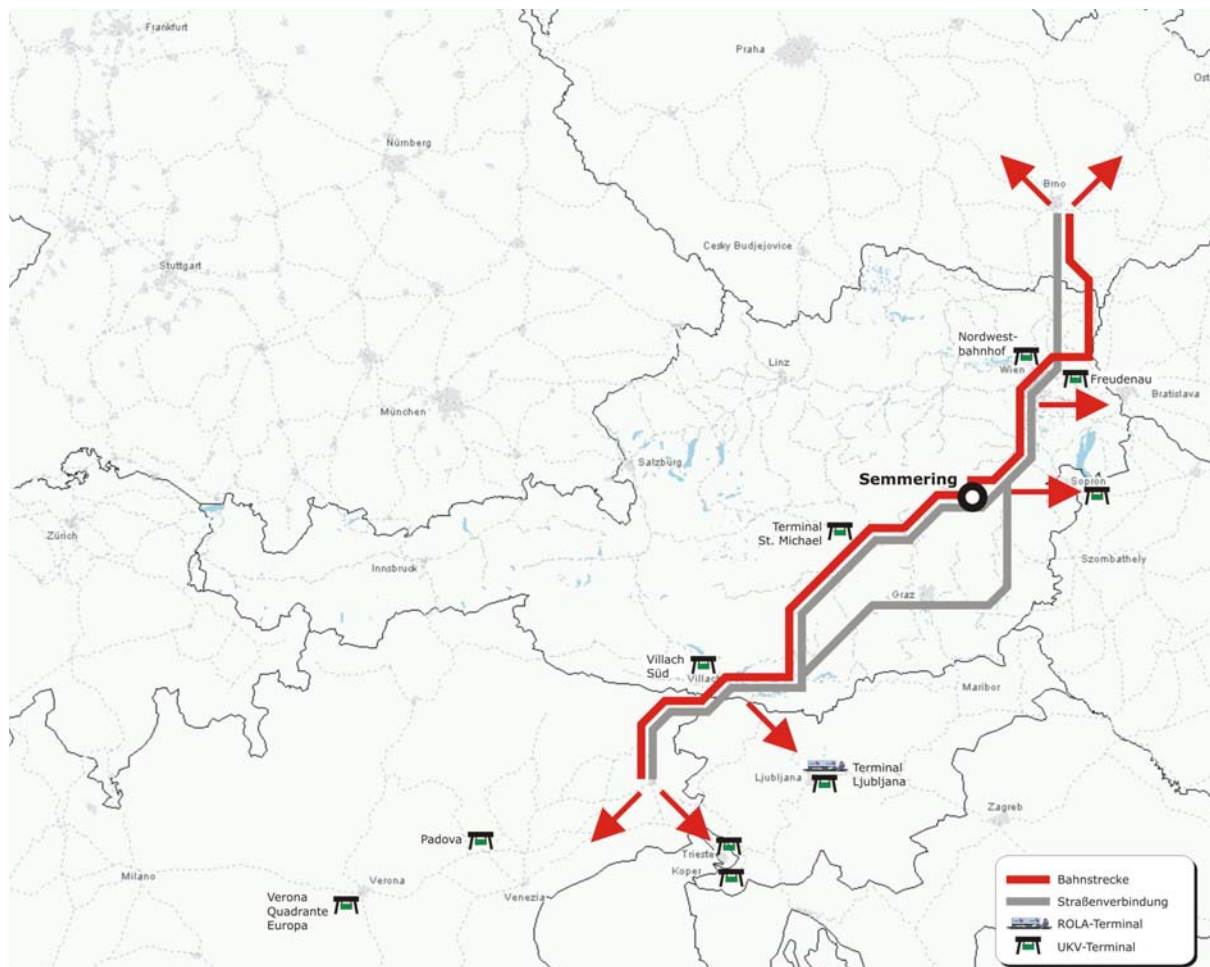 Frankfurt
Praha
Ost
Nürnberg
Brno
Cesky Budjejovice
Stuttgart
Nordwest-
bahnhof
Wien
Linz
Freudenau
Bratislava
München
Salzburg
Semmering
Sopron
Terminal
St. Michael
Zürich
Innsbruck
Szombathely
Graz
Villach
Süd
Villach
Maribor
Ljubljana
Terminal
Ljubljana
Zagreb
Padova
Trieste
Koper
Milano
Verona
Venezia
Verona
Quadrante
Europa
Bahnstrecke
Straßenverbindung
ROLA-Terminal
UKV-Terminal